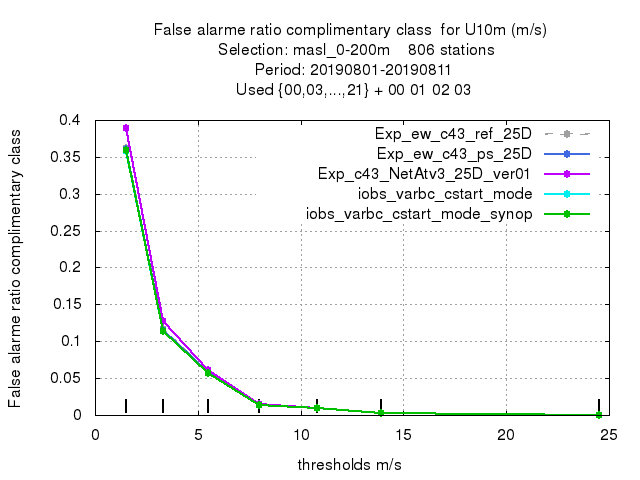 False alarme ratio complimentary class  for U10m (m/s)
Selection: masl_0-200m    806 stations
Period: 20190801-20190811
Used {00,03,...,21} + 00 01 02 03
False alarme ratio complimentary class
0.4
0.35
0.3
0.25
0.2
0.15
0.1
0.05
0
Exp_ew_c43_ref_25D
Exp_ew_c43_ps_25D
Exp_c43_NetAtv3_25D_ver01
iobs_varbc_cstart_mode
iobs_varbc_cstart_mode_synop
0 5 10 15 20 25
thresholds m/s